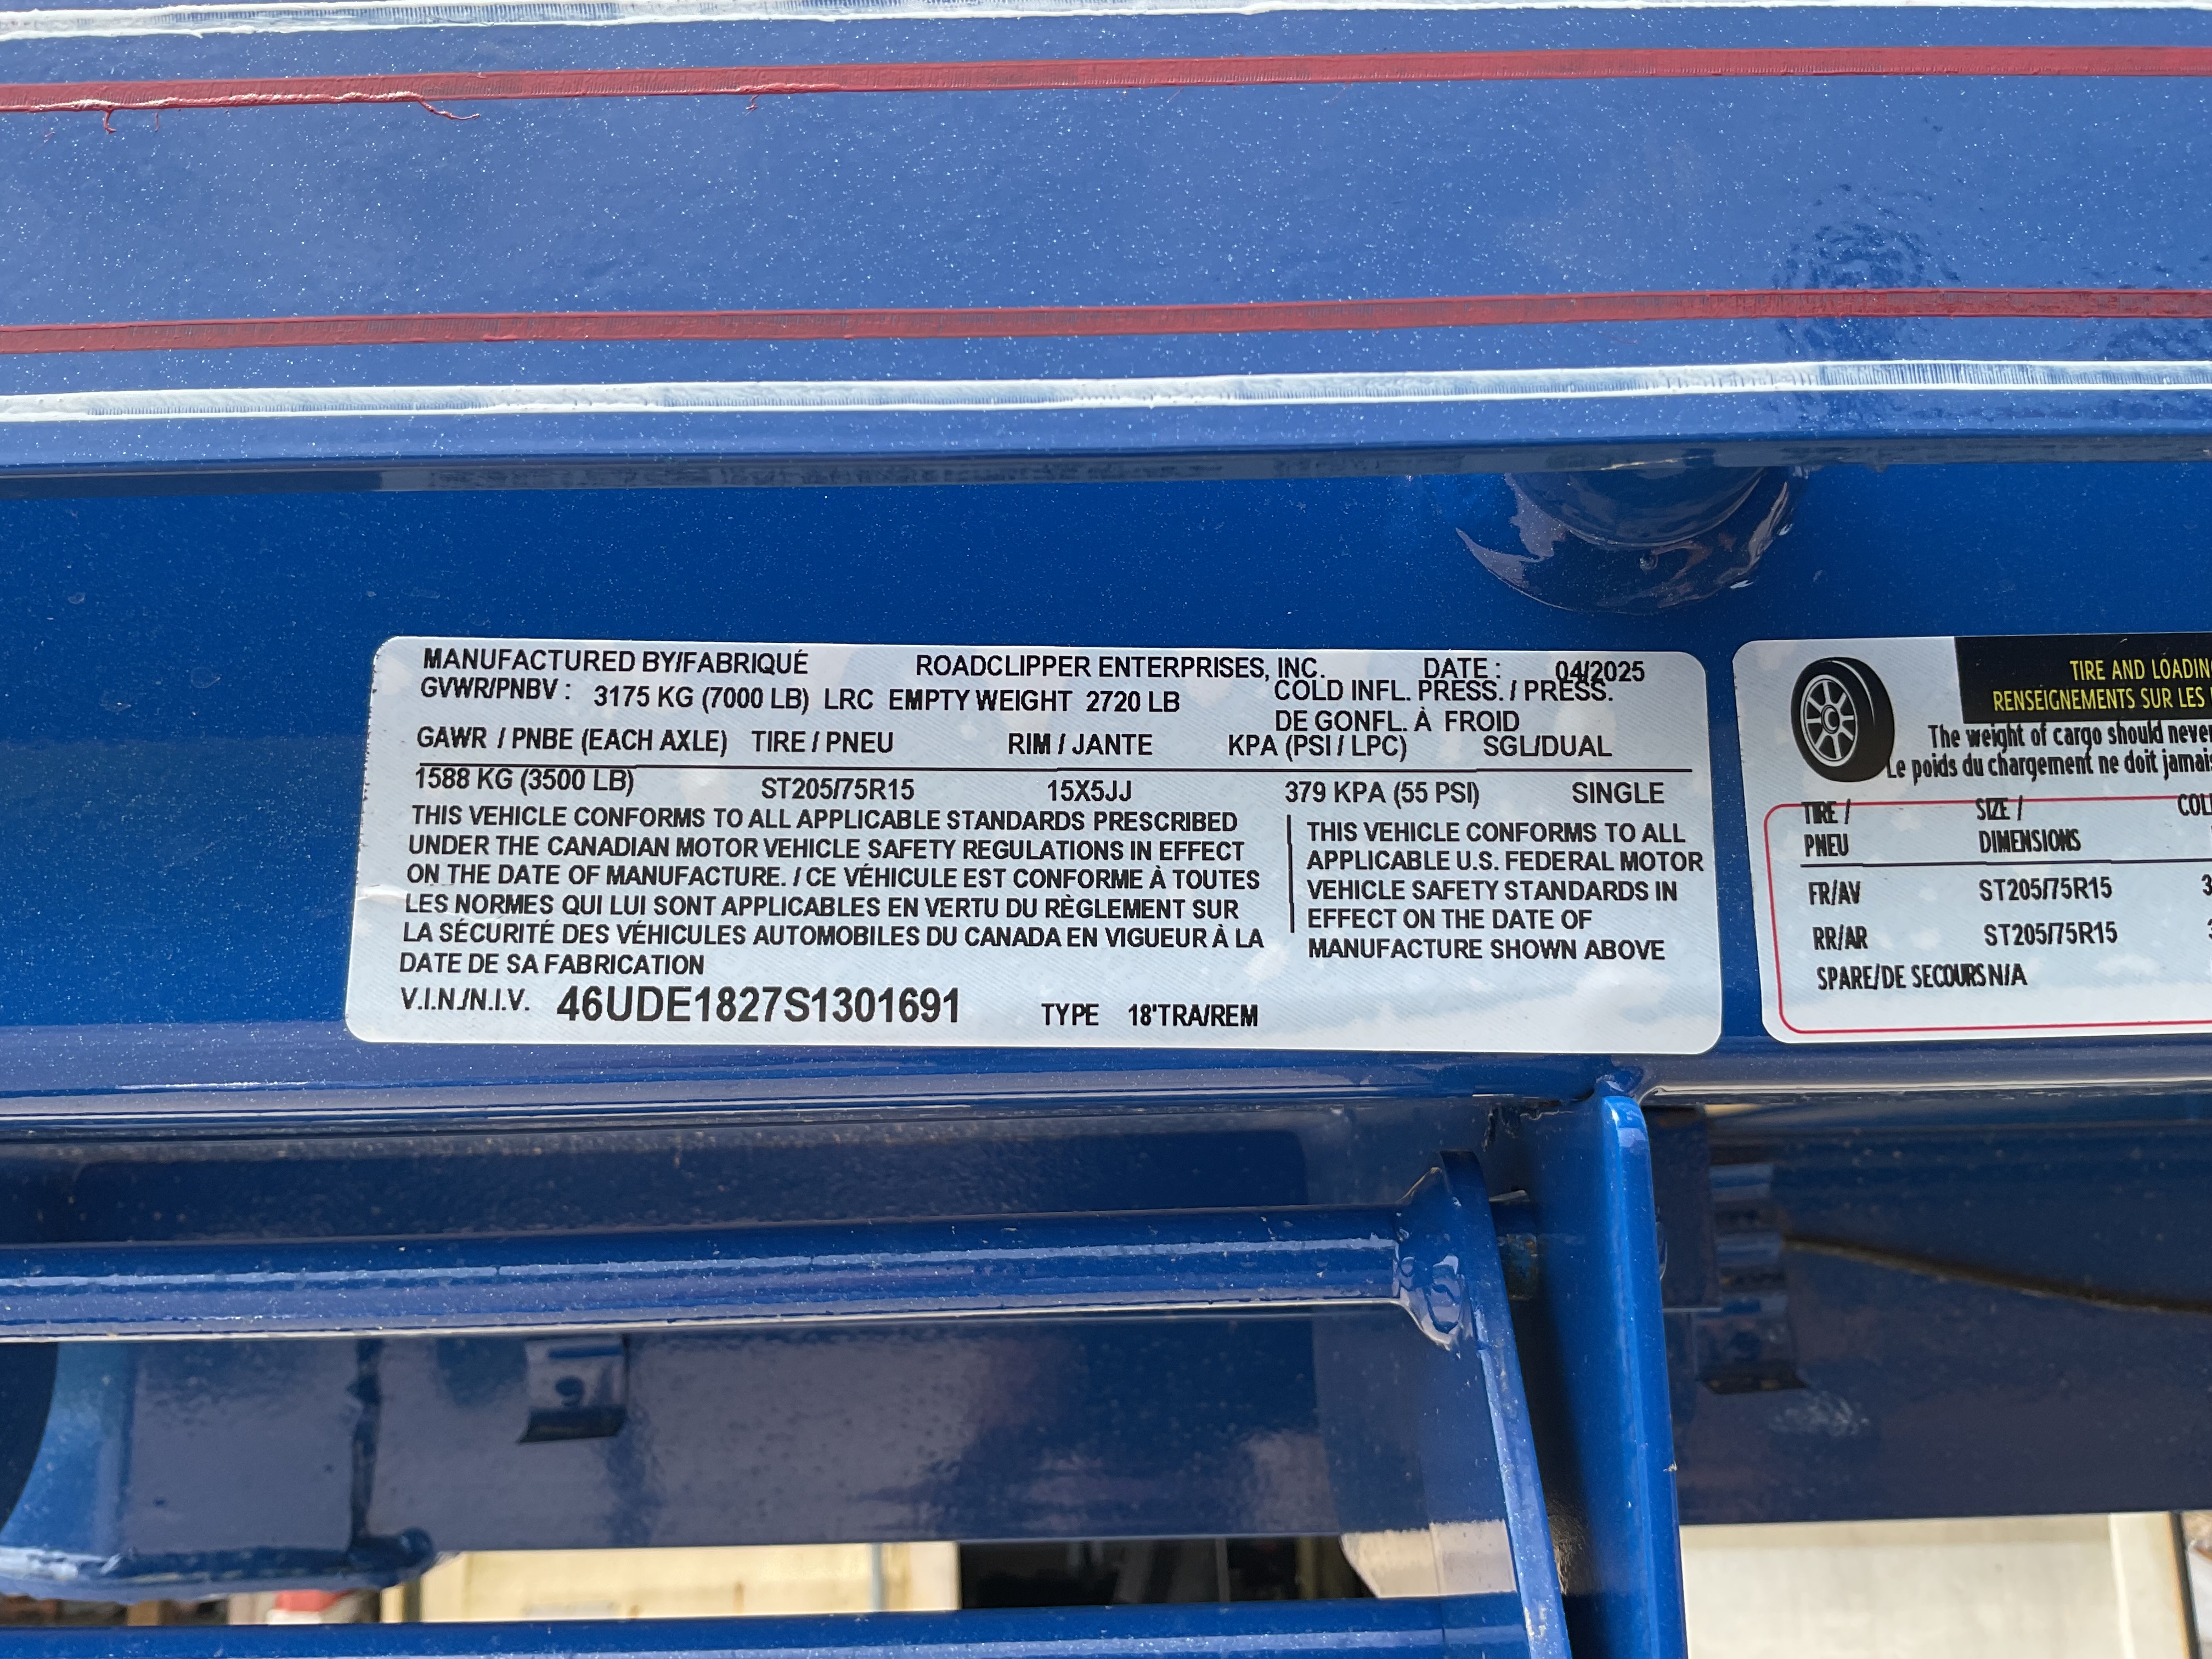 MANUFACTURED BY/FABRIQUÉ ROADCLIPPER ENTERPRISES, INC. DATE : 04/2025
GVWR/PNBV : 3175 KG (7000 LB) LRC EMPTY WEIGHT 2720 LB COLD INFL. PRESS. / PRESS.
DE GONFL. À FROID
GAWR / PNBE (EACH AXLE) TIRE / PNEU RIM / JANTE KPA (PSI / LPC) SGL/DUAL
1588 KG (3500 LB) ST205/75R15 15X5JJ 379 KPA (55 PSI) SINGLE
THIS VEHICLE CONFORMS TO ALL APPLICABLE STANDARDS PRESCRIBED
UNDER THE CANADIAN MOTOR VEHICLE SAFETY REGULATIONS IN EFFECT
ON THE DATE OF MANUFACTURE. / CE VÉHICULE EST CONFORME À TOUTES
LES NORMES QUI LUI SONT APPLICABLES EN VERTU DU RÈGLEMENT SUR
LA SÉCURITÉ DES VÉHICULES AUTOMOBILES DU CANADA EN VIGUEUR À LA
DATE DE SA FABRICATION
THIS VEHICLE CONFORMS TO ALL
APPLICABLE U.S. FEDERAL MOTOR
VEHICLE SAFETY STANDARDS IN
EFFECT ON THE DATE OF
MANUFACTURE SHOWN ABOVE
V.I.N./N.I.V. 46UDE1827S1301691 TYPE 18'TRA/REM
TIRE AND LOADIN
RENSEIGNEMENTS SUR LES
The weight of cargo should never
Le poids du chargement ne doit jamais
TIRE / SIZE / COL
PNEU DIMENSIONS
FR/AV ST205/75R15 3
RR/AR ST205/75R15
SPARE/DE SECOURS N/A